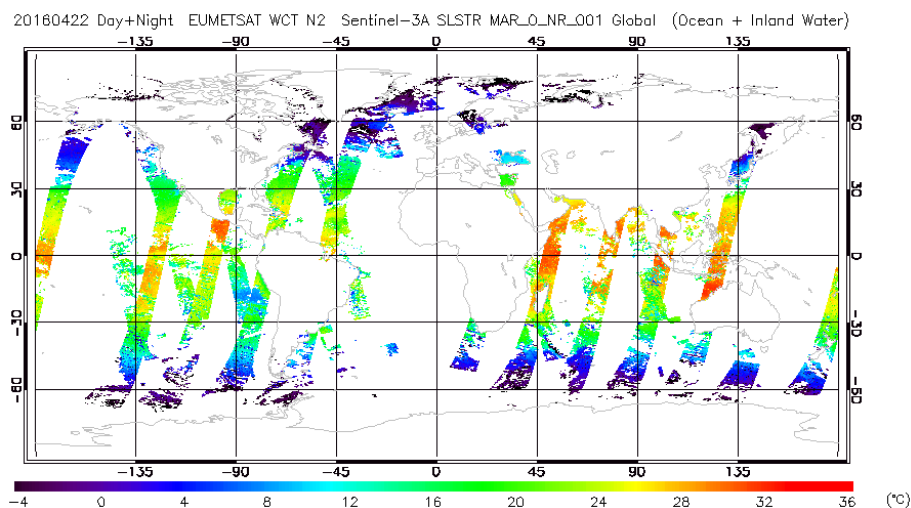 20160422 Day+Night EUMETSAT WCT N2 Sentinel-3A SLSTR MAR_O_NR_001 Global (Ocean + Inland Water)
-135 -90 -45 0 45 90 135
60 60
30 30
0 0
-30 -30
-60 -60
-135 -90 -45 0 45 90 135
-4 0 4 8 12 16 20 24 28 32 36 (°C)